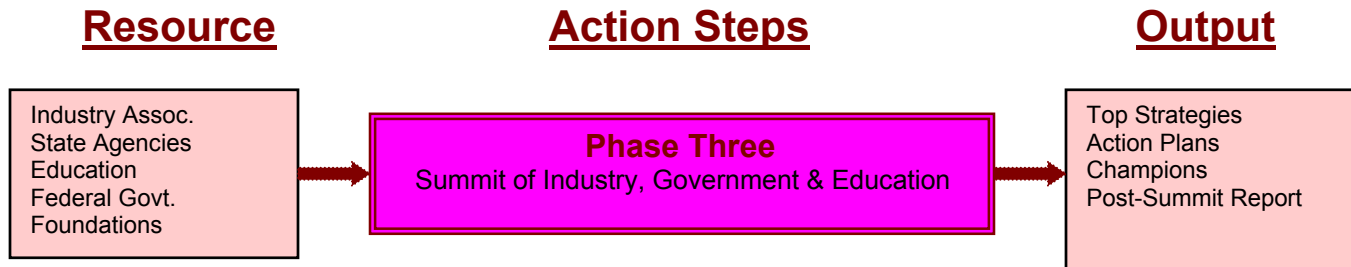 Resource
Action Steps
Output
Industry Assoc.
State Agencies
Education
Federal Govt.
Foundations
Phase Three
Summit of Industry, Government & Education
Top Strategies
Action Plans
Champions
Post-Summit Report